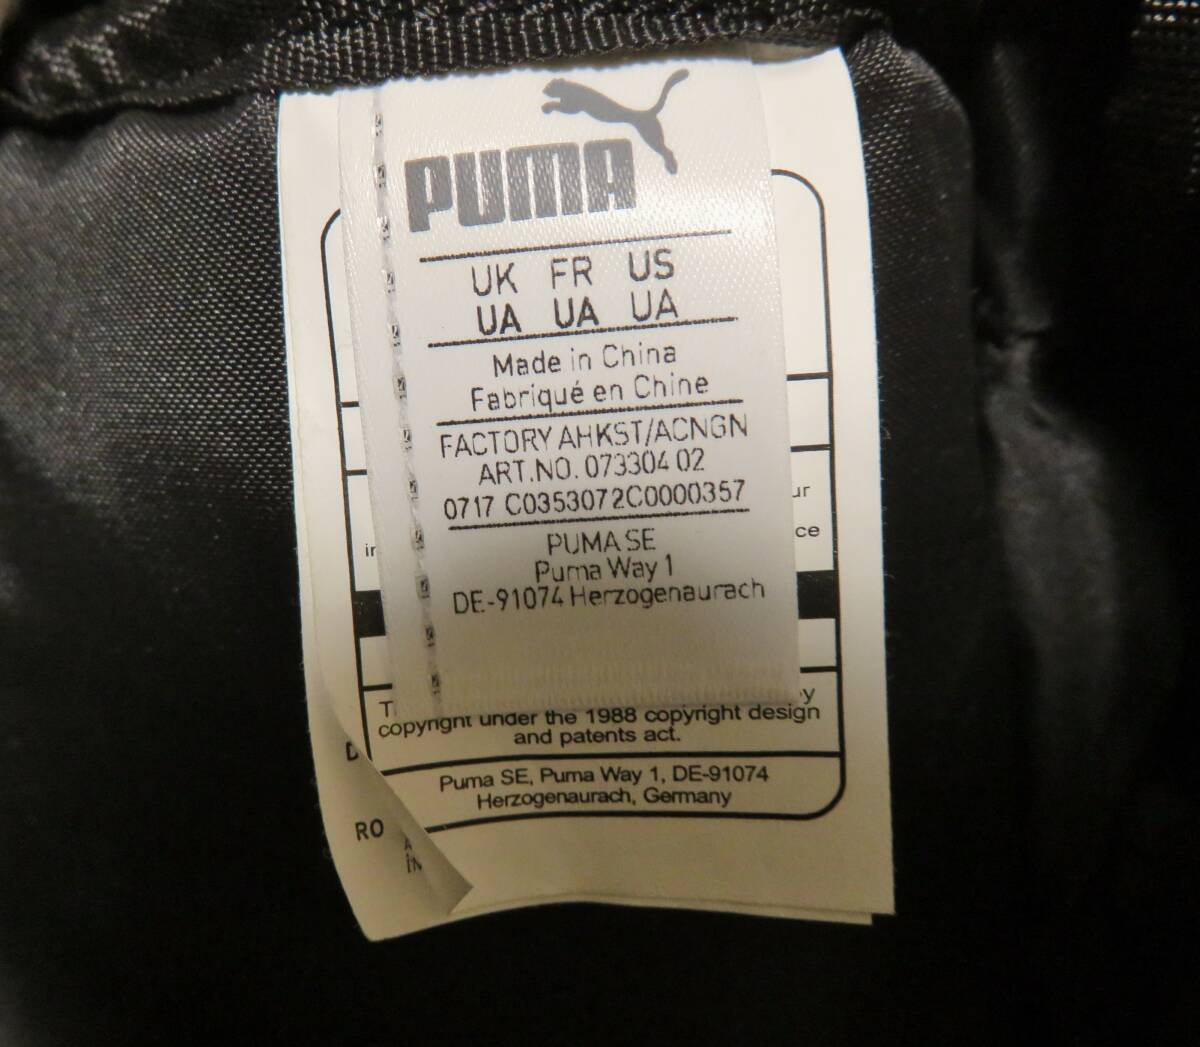 PUMA
UK FR US
UA UA UA
Made in China
Fabriqué en Chine
FACTORY AHKST/ACNGN
ART.NO. 073304 02
0717 C0353072C0000357
PUMA SE
Puma Way 1
DE-91074 Herzogenaurach
copyright under the 1988 copyright design
and patents act.
Puma SE, Puma Way 1, DE-91074
Herzogenaurach, Germany
RO